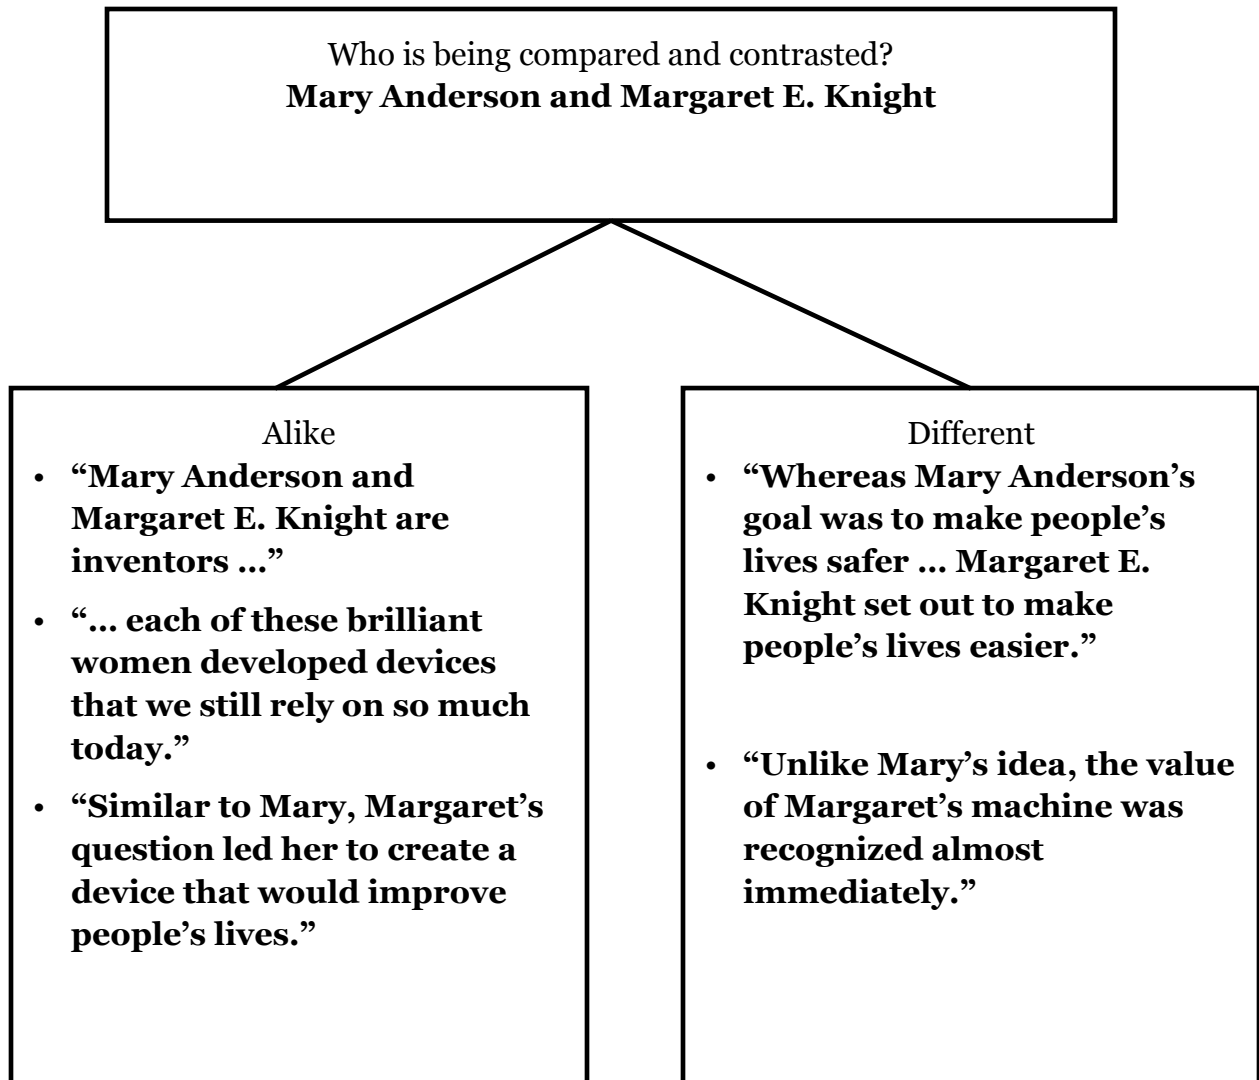 Who is being compared and contrasted?
Mary Anderson and Margaret E. Knight
Alike
• “Mary Anderson and
Margaret E. Knight are
inventors ...”
• “... each of these brilliant
women developed devices
that we still rely on so much
today.”
• “Similar to Mary, Margaret’s
question led her to create a
device that would improve
people’s lives.”
Different
• “Whereas Mary Anderson’s
goal was to make people’s
lives safer ... Margaret E.
Knight set out to make
people’s lives easier.”
• “Unlike Mary’s idea, the value
of Margaret’s machine was
recognized almost
immediately.”